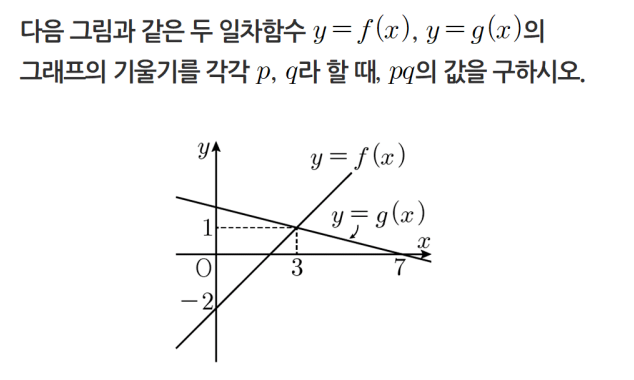 다음 그림과 같은 두 일차함수 y=f(x), y=g(x)의
그래프의 기울기를 각각 p, q라 할 때, pq의 값을 구하시오.
y
y=f(x)
y=g(x)
1
x
O
3
7
-2